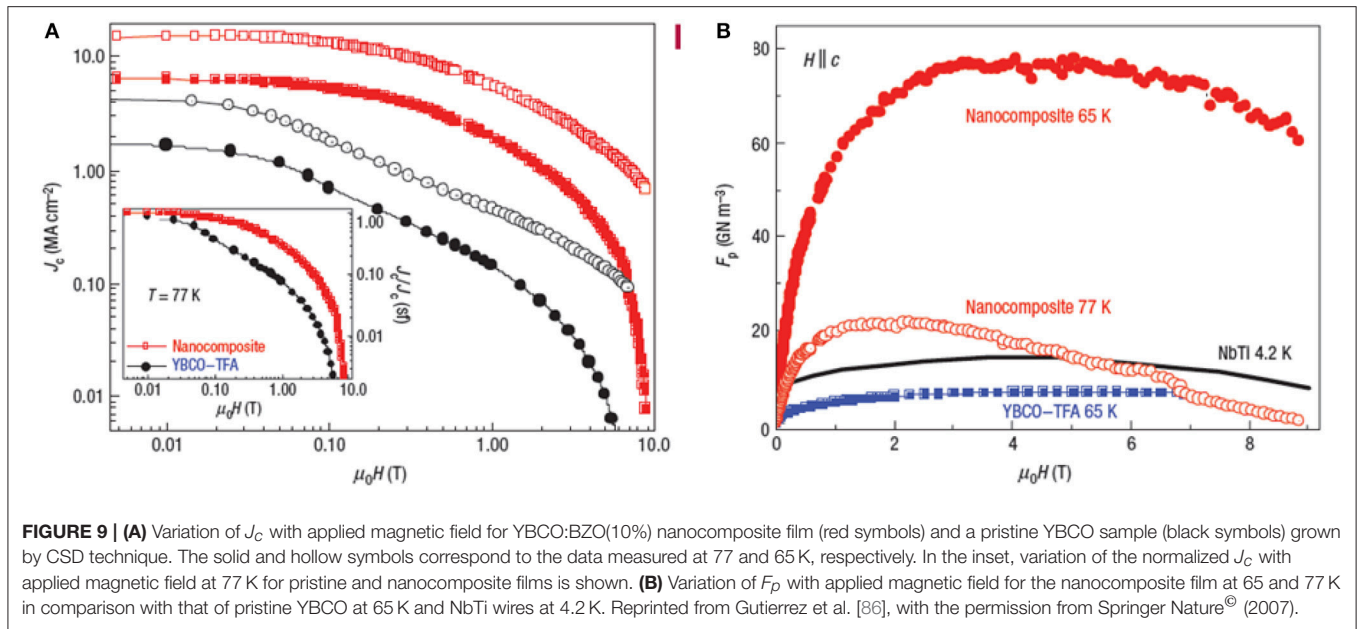 A
J_c (MA cm⁻²)
10.0
1.00
0.10
0.01
0.01
0.10
1.00
10.0
μ₀H (T)
T = 77 K
Nanocomposite
YBCO–TFA
1.00
0.10
0.01
J_c/J_c(sf)
0.01
0.10
1.00
10.0
μ₀H (T)
B
F_p (GN m⁻³)
80
60
40
20
0
0
2
4
6
8
μ₀H (T)
H || c
Nanocomposite 65 K
Nanocomposite 77 K
NbTI 4.2 K
YBCO–TFA 65 K
FIGURE 9 | (A) Variation of J_C with applied magnetic field for YBCO:BZO(10%) nanocomposite film (red symbols) and a pristine YBCO sample (black symbols) grown
by CSD technique. The solid and hollow symbols correspond to the data measured at 77 and 65 K, respectively. In the inset, variation of the normalized J_C with
applied magnetic field at 77 K for pristine and nanocomposite films is shown. (B) Variation of F_p with applied magnetic field for the nanocomposite film at 65 and 77 K
in comparison with that of pristine YBCO at 65 K and NbTi wires at 4.2 K. Reprinted from Gutierrez et al. [86], with the permission from Springer Nature© (2007).